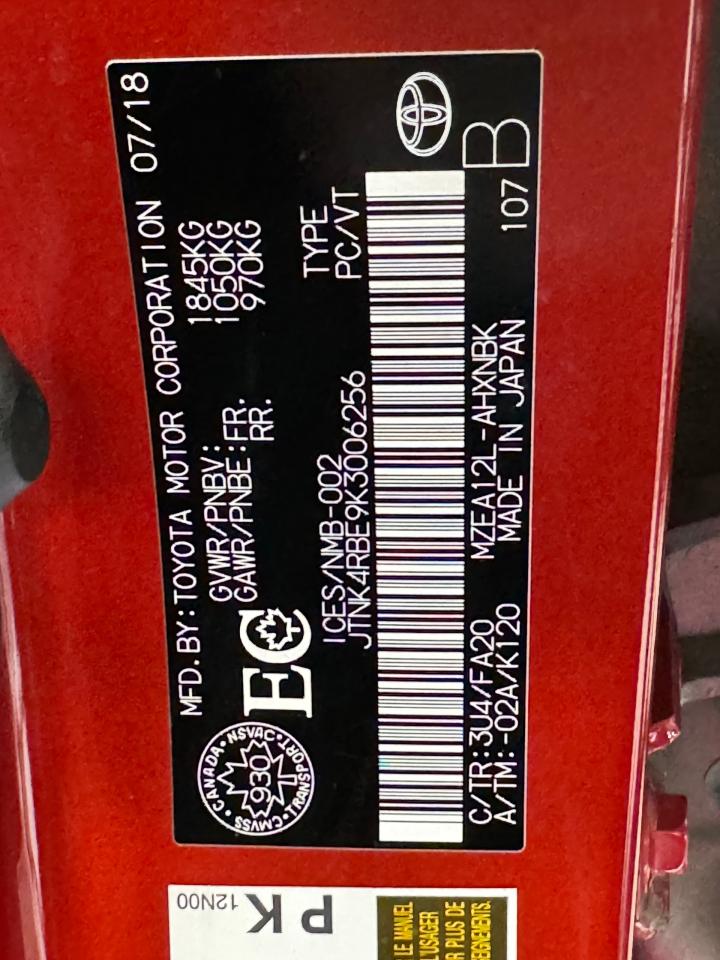 MFD.BY:TOYOTA MOTOR CORPORATION 07/18
GVWR/PNBV: 1845KG
GAWR/PNBE:FR. 1050KG
RR. 970KG
CANADA • NSVAC • TRANSPORT • CMVSS •
930
EC
ICES/NMB-002 TYPE
JTNK4RBE9K3006256 PC/VT
C/TR:3U4/FA20 MZEA12L-AHXNBK
A/TM:-02A/K120 MADE IN JAPAN 107 B
PK
12N00
LE MANUEL
L'USAGER
R PLUS DE